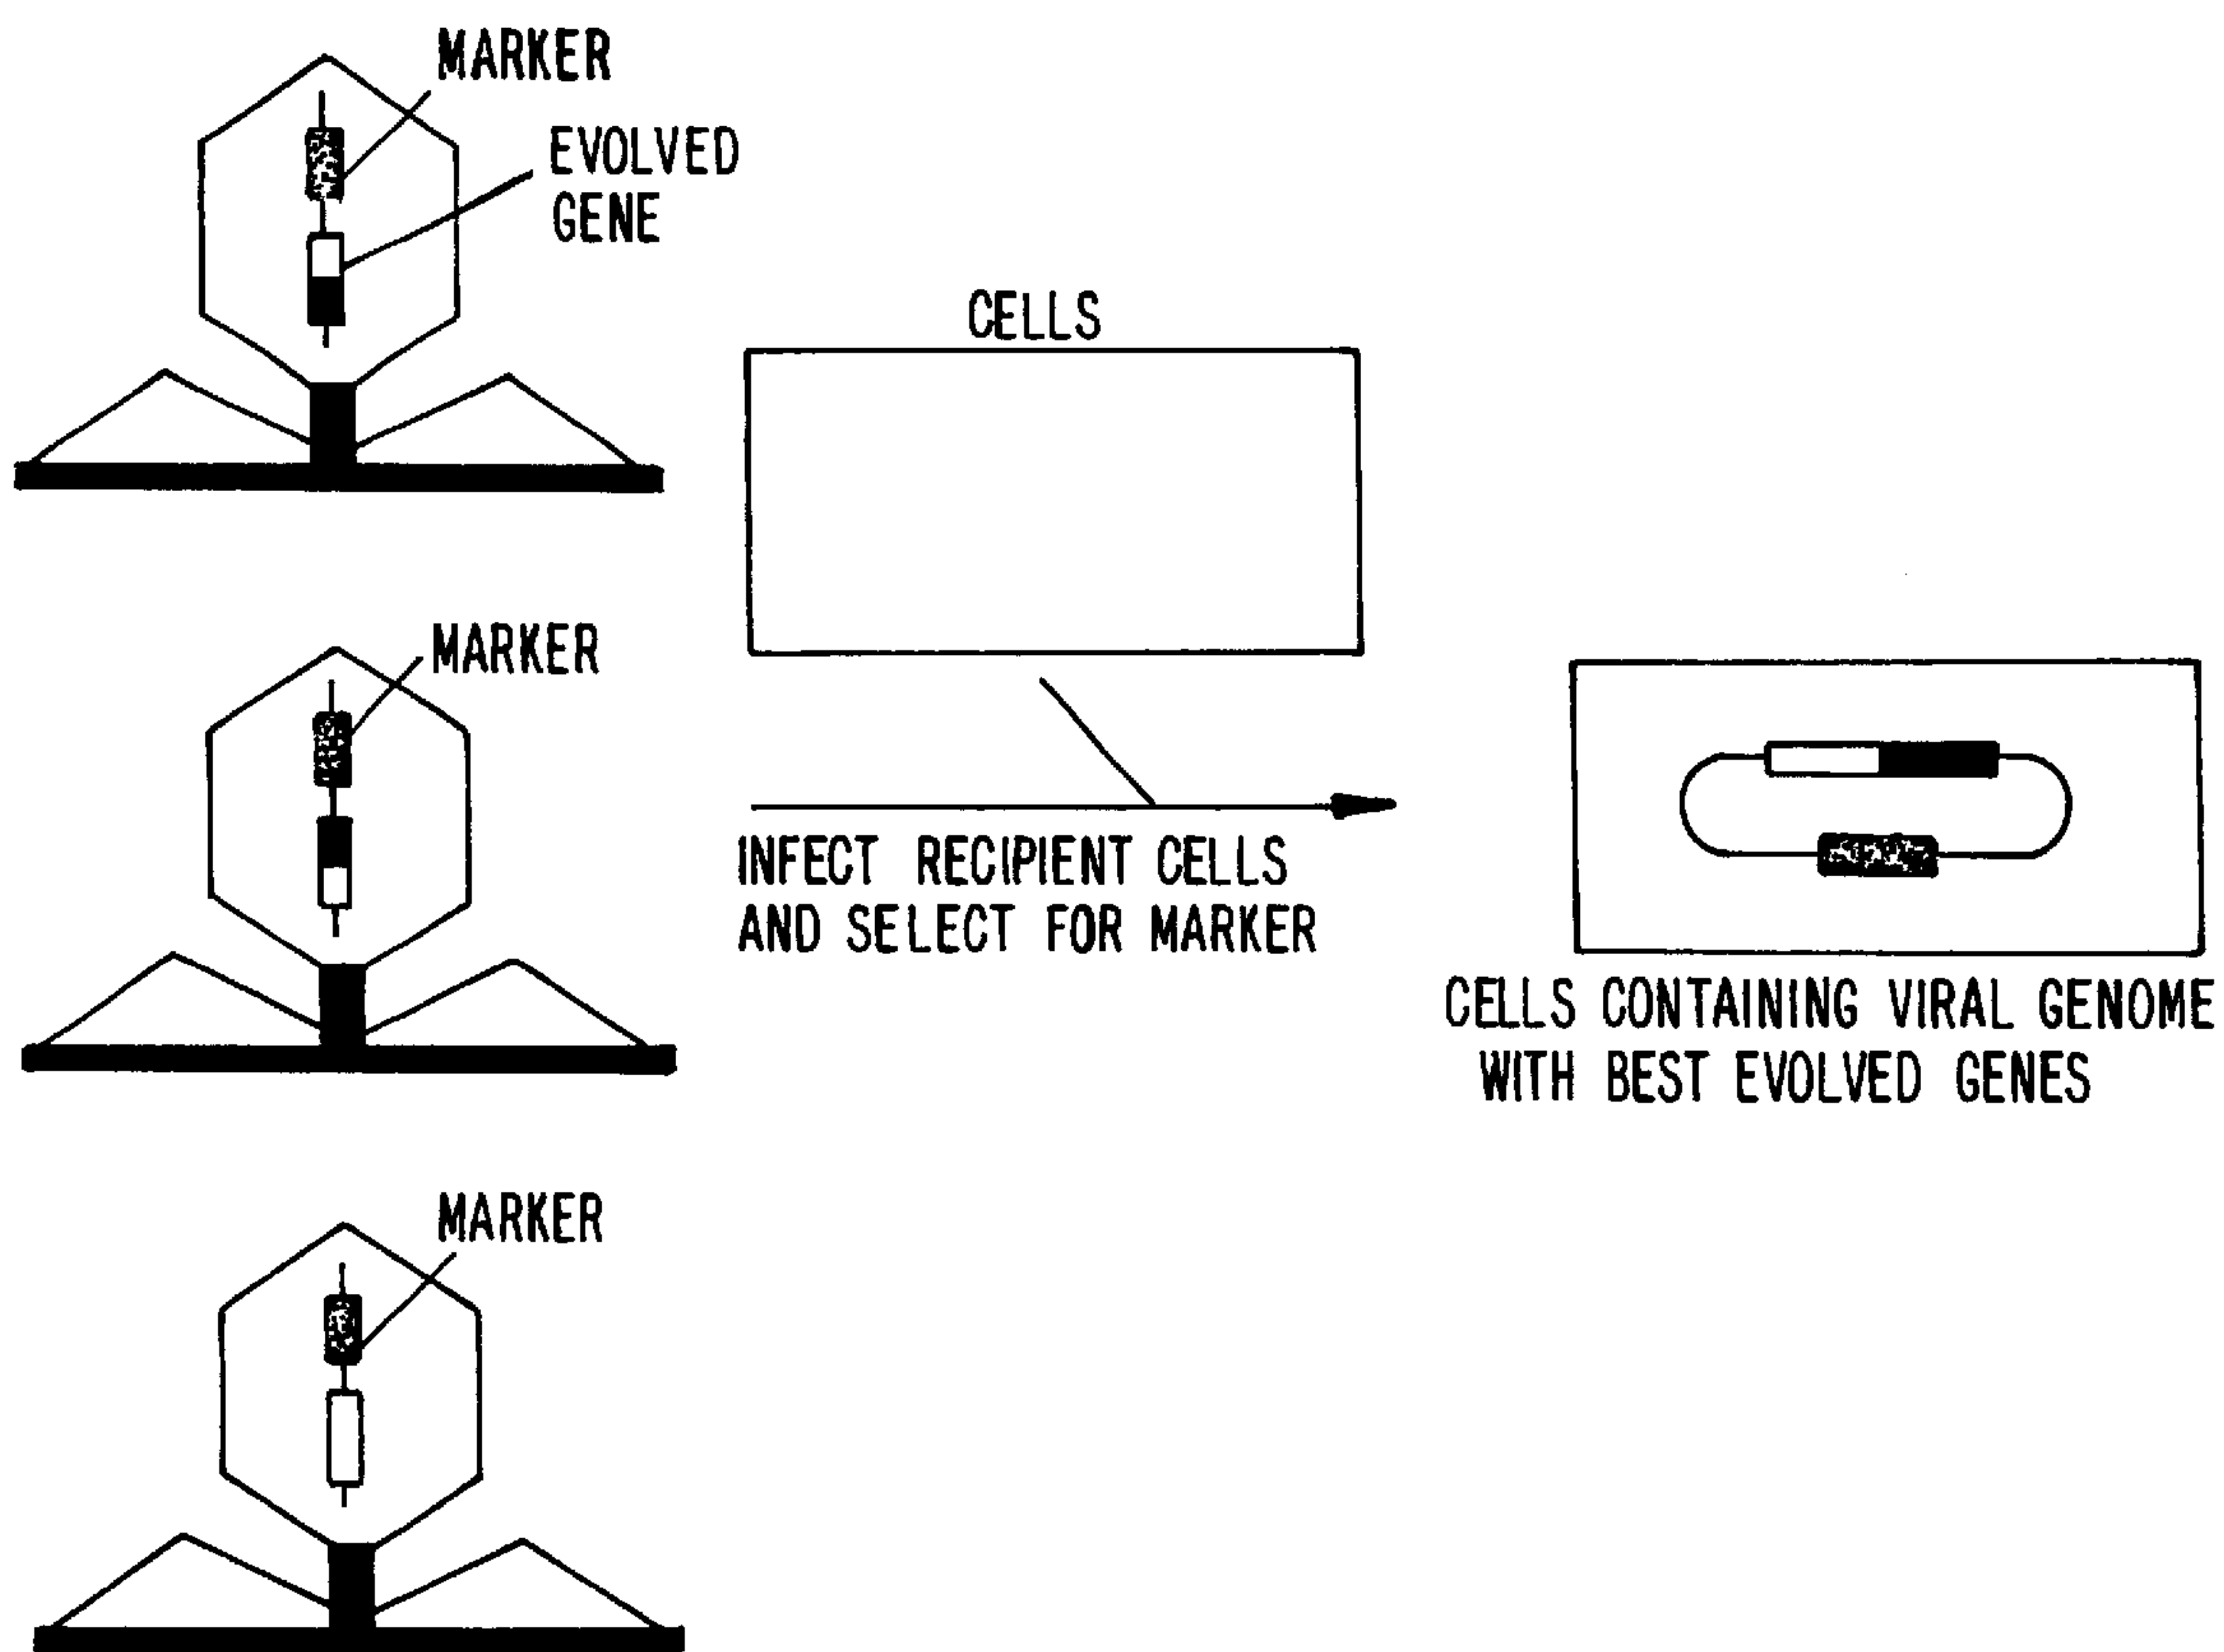 MARKER
EVOLVED
GENE
CELLS
MARKER
INFECT RECIPIENT CELLS
AND SELECT FOR MARKER
CELLS CONTAINING VIRAL GENOME
WITH BEST EVOLVED GENES
MARKER